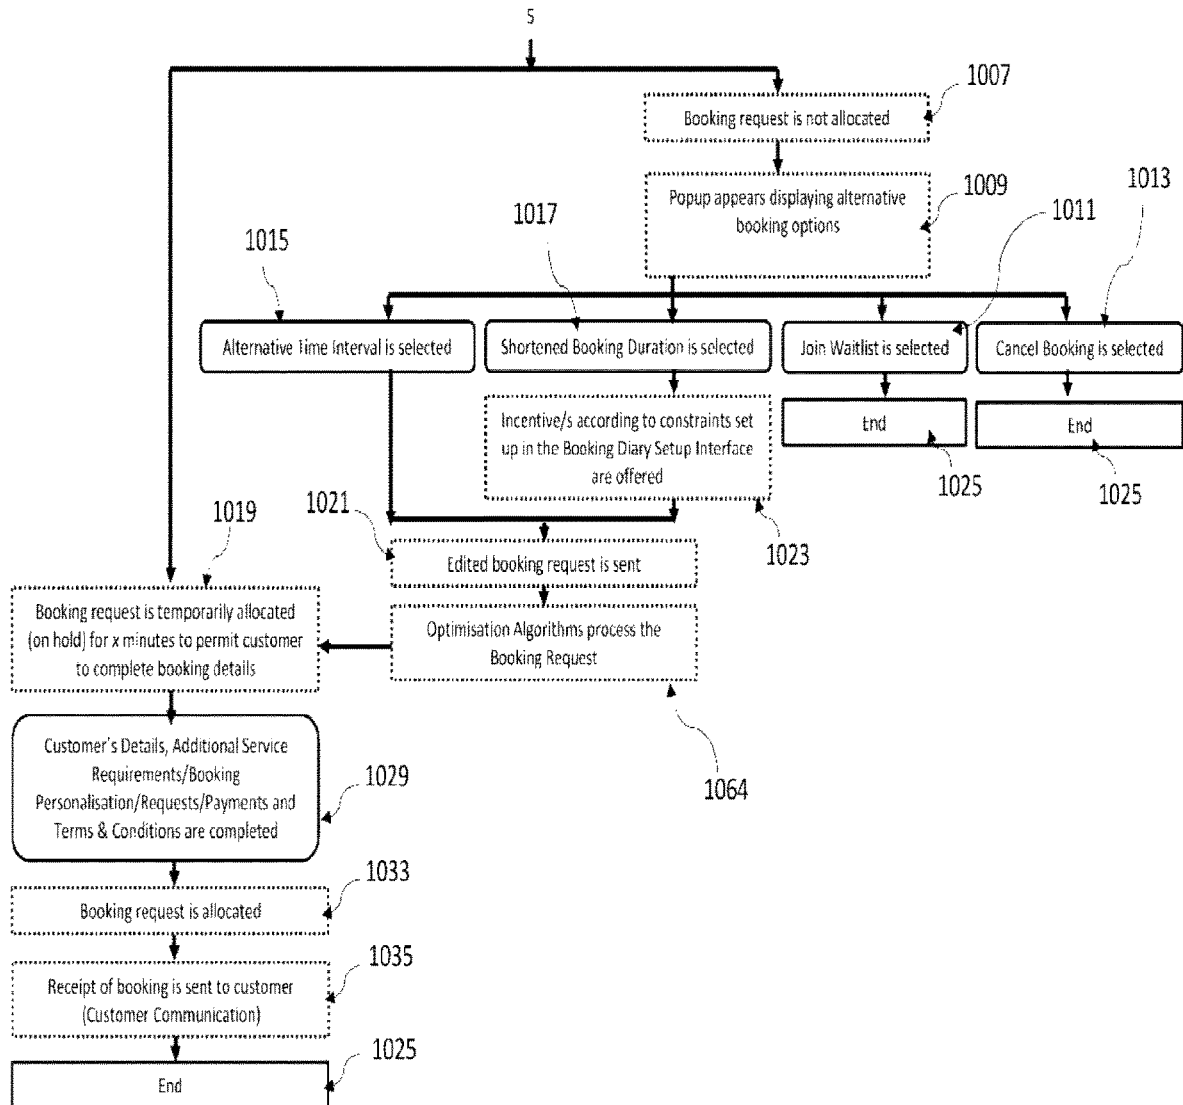 S
1007
Booking request is not allocated
1009
Popup appears displaying alternative
booking options
1013
1011
1017
1015
Alternative Time Interval is selected
Shortened Booking Duration is selected
Join Waitlist is selected
Cancel Booking is selected
Incentive/s according to constraints set
up in the Booking Diary Setup Interface
are offered
End
End
1025
1025
1021
1023
1019
Edited booking request is sent
Booking request is temporarily allocated
(on hold) for x minutes to permit customer
to complete booking details
Optimisation Algorithms process the
Booking Request
1064
Customer's Details, Additional Service
Requirements/Booking
Personalisation/Requests/Payments and
Terms & Conditions are completed
1029
1033
Booking request is allocated
1035
Receipt of booking is sent to customer
(Customer Communication)
1025
End